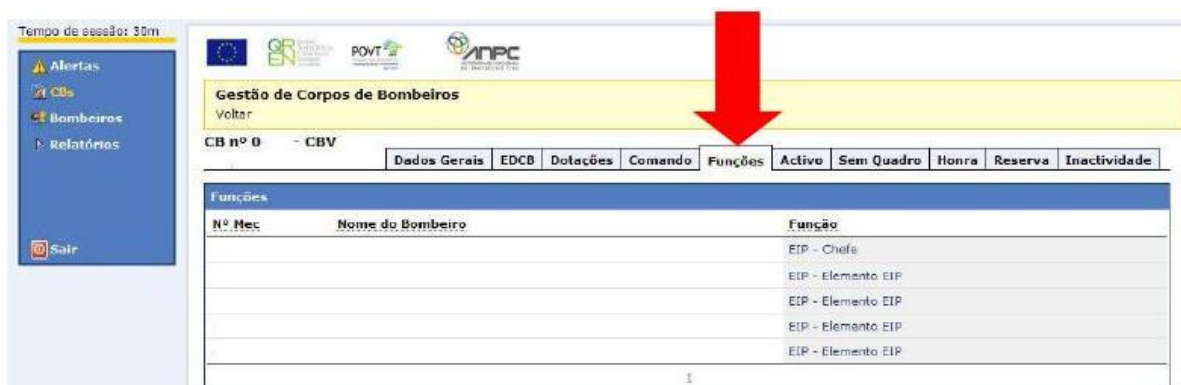 Tempo de sessão: 30m
Alertas
CBs
Bombeiros
Relatórios
Sair
QREN
POVT
ANPC
Gestão de Corpos de Bombeiros
Voltar
CB nº 0 - CBV
Dados Gerais EDCB Dotações Comando Funções Activo Sem Quadro Honra Reserva Inactividade
Funções
Nº Mec Nome do Bombeiro Função
EIP - Chefe
EIP - Elemento EIP
EIP - Elemento EIP
EIP - Elemento EIP
EIP - Elemento EIP
1